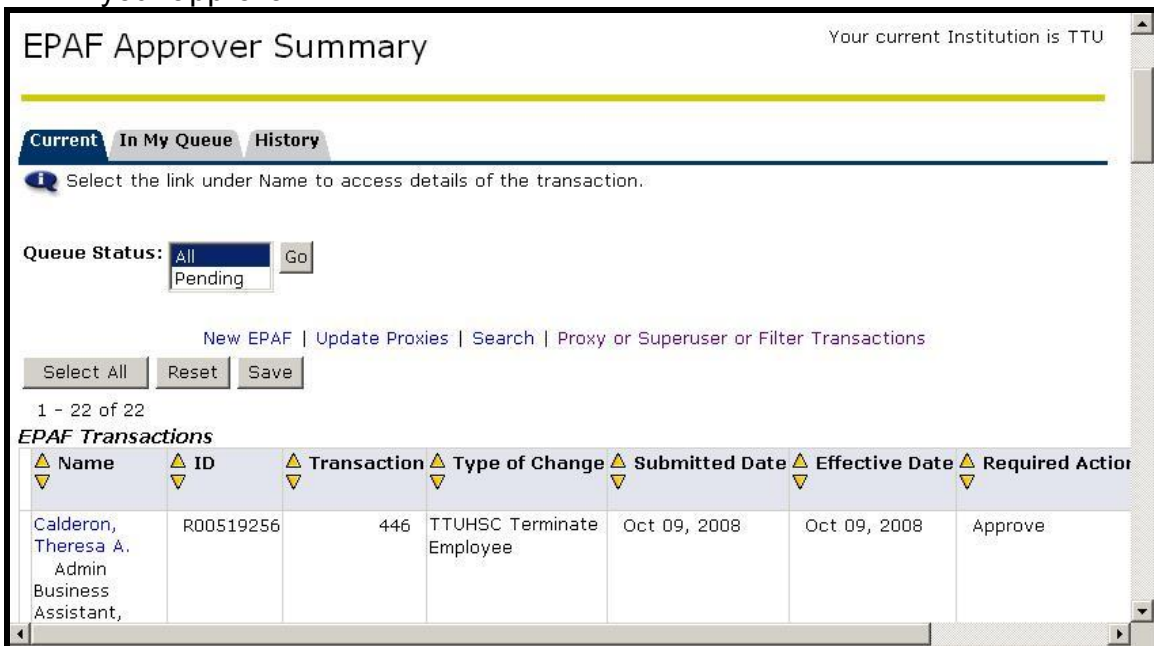 EPAF Approver Summary
Your current Institution is TTU
Current In My Queue History
Select the link under Name to access details of the transaction.
Queue Status: All Go
Pending
New EPAF | Update Proxies | Search | Proxy or Superuser or Filter Transactions
Select All Reset Save
1 - 22 of 22
EPAF Transactions
Name ID Transaction Type of Change Submitted Date Effective Date Required Action
Calderon, R00519256 446 TTUHSC Terminate Oct 09, 2008 Oct 09, 2008 Approve
Theresa A. Employee
Admin
Business
Assistant,